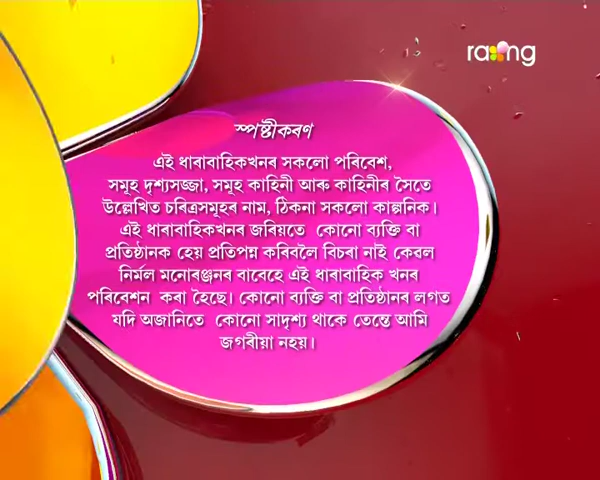 rang
স্পষ্টীকৰণ
এই ধাৰাবাহিকখনৰ সকলো পৰিবেশ,
সমূহ দৃশ্যসজ্জা, সমূহ কাহিনী আৰু কাহিনীৰ সৈতে
উল্লেখিত চৰিত্ৰসমূহৰ নাম, ঠিকনা সকলো কাল্পনিক।
এই ধাৰাবাহিকখনৰ জৰিয়তে কোনো ব্যক্তি বা
প্ৰতিষ্ঠানক হেয় প্ৰতিপন্ন কৰিবলৈ বিচৰা নাই কেৱল
নিৰ্মল মনোৰঞ্জনৰ বাবেহে এই ধাৰাবাহিক খনৰ
পৰিবেশন কৰা হৈছে। কোনো ব্যক্তি বা প্ৰতিষ্ঠানৰ লগত
যদি অজানিতে কোনো সাদৃশ্য থাকে তেন্তে আমি
জগৰীয়া নহয়।